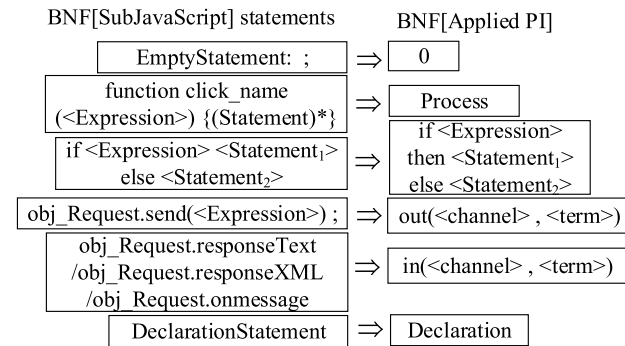 BNF[SubJavaScript] statements
BNF[Applied PI]
EmptyStatement: ;
⇒
0
function click_name
(<Expression>) {(Statement)*}
⇒
Process
if <Expression> <Statement₁>
else <Statement₂>
⇒
if <Expression>
then <Statement₁>
else <Statement₂>
obj_Request.send(<Expression>) ;
⇒
out(<channel> , <term>)
obj_Request.responseText
/obj_Request.responseXML
/obj_Request.onmessage
⇒
in(<channel> , <term>)
DeclarationStatement
⇒
Declaration